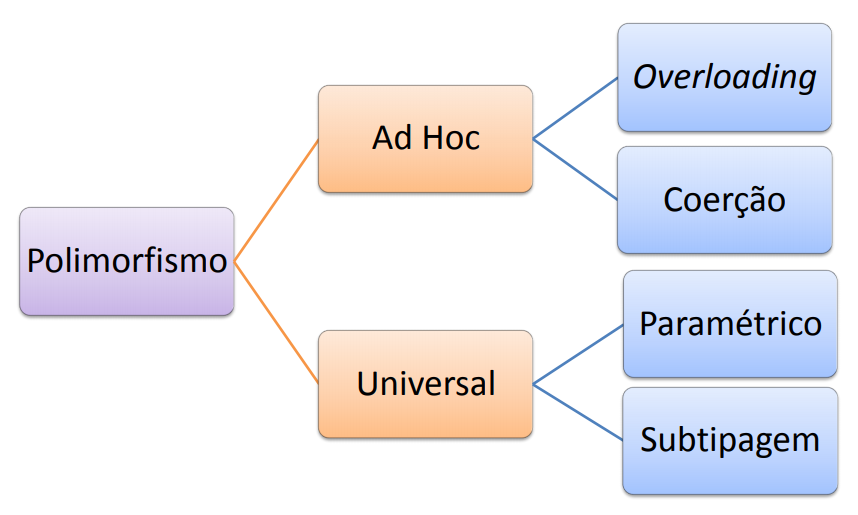 Overloading
Ad Hoc
Coerção
Polimorfismo
Paramétrico
Universal
Subtipagem